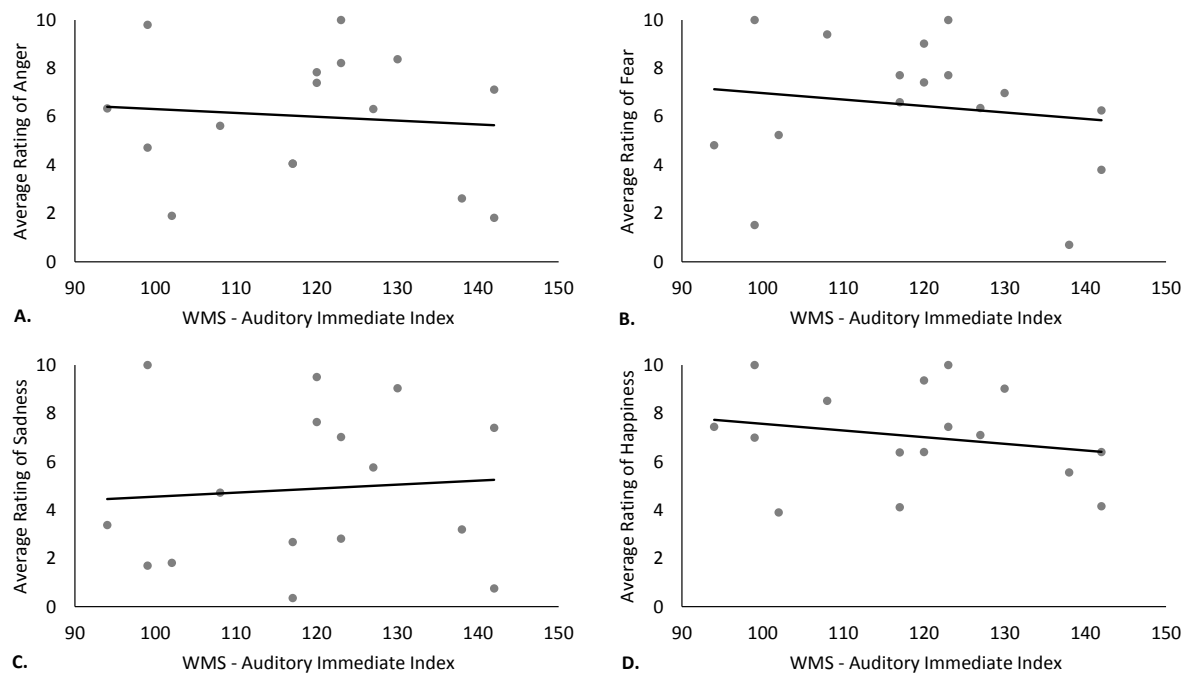 Average Rating of Anger
10
8
6
4
2
0
90 100 110 120 130 140 150
A. WMS - Auditory Immediate Index
Average Rating of Fear
10
8
6
4
2
0
90 100 110 120 130 140 150
B. WMS - Auditory Immediate Index
Average Rating of Sadness
10
8
6
4
2
0
90 100 110 120 130 140 150
C. WMS - Auditory Immediate Index
Average Rating of Happiness
10
8
6
4
2
0
90 100 110 120 130 140 150
D. WMS - Auditory Immediate Index